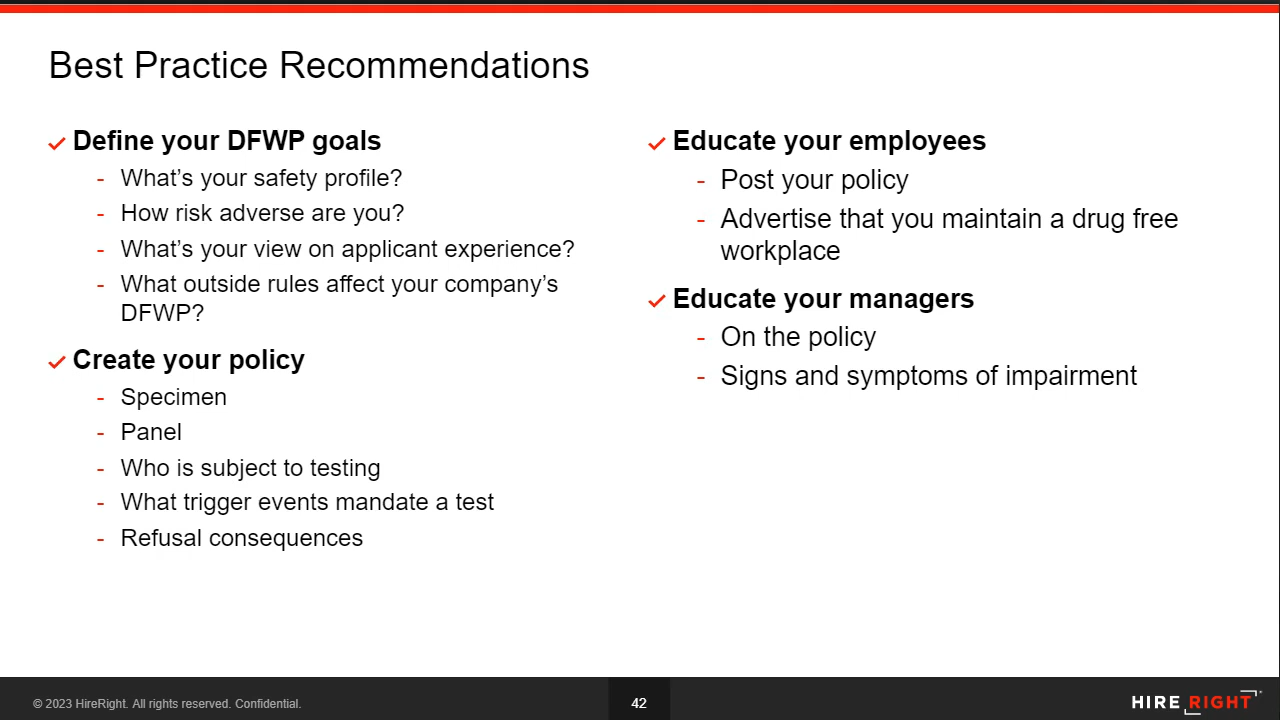 Best Practice Recommendations
Define your DFWP goals
- What's your safety profile?
- How risk adverse are you?
- What's your view on applicant experience?
- What outside rules affect your company's
DFWP?
Create your policy
- Specimen
- Panel
- Who is subject to testing
- What trigger events mandate a test
- Refusal consequences
Educate your employees
- Post your policy
- Advertise that you maintain a drug free
workplace
Educate your managers
- On the policy
- Signs and symptoms of impairment
© 2023 HireRight. All rights reserved. Confidential.
42
HIRE RIGHT